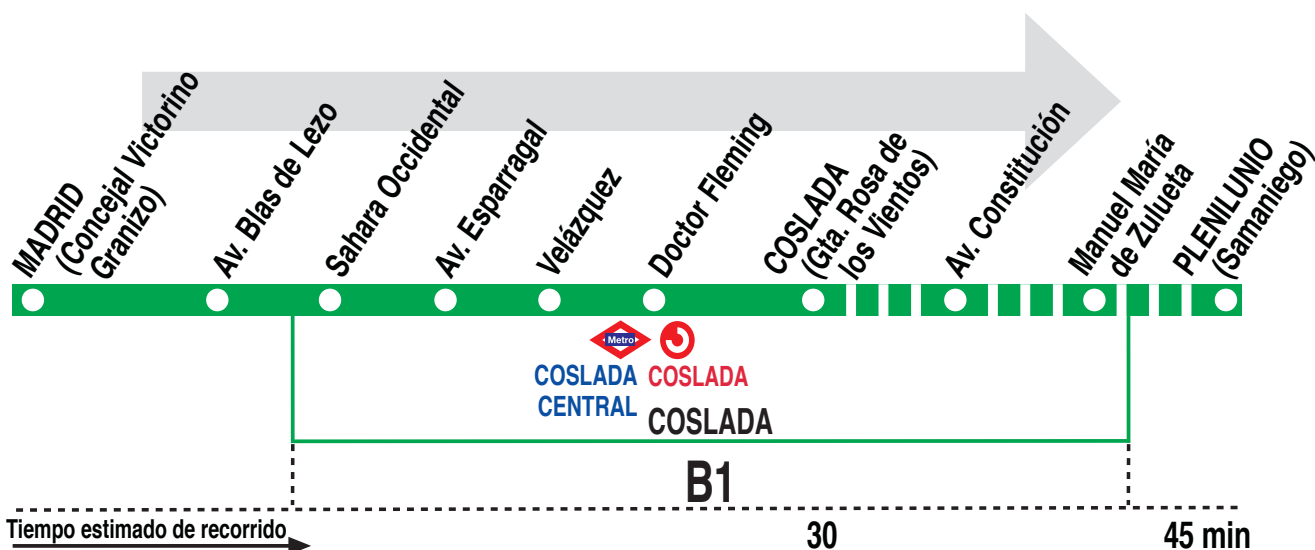 MADRID
(Concejal Victorino
Granizo)
Av. Blas de Lezo
Sahara Occidental
Av. Esparragal
Velázquez
Doctor Fleming
COSLADA
(Gta. Rosa de
los Vientos)
Av. Constitución
Manuel María
de Zulueta
PLENILUNIO
(Samaniego)
Metro
COSLADA
CENTRAL
COSLADA
COSLADA
B1
Tiempo estimado de recorrido
30
45 min